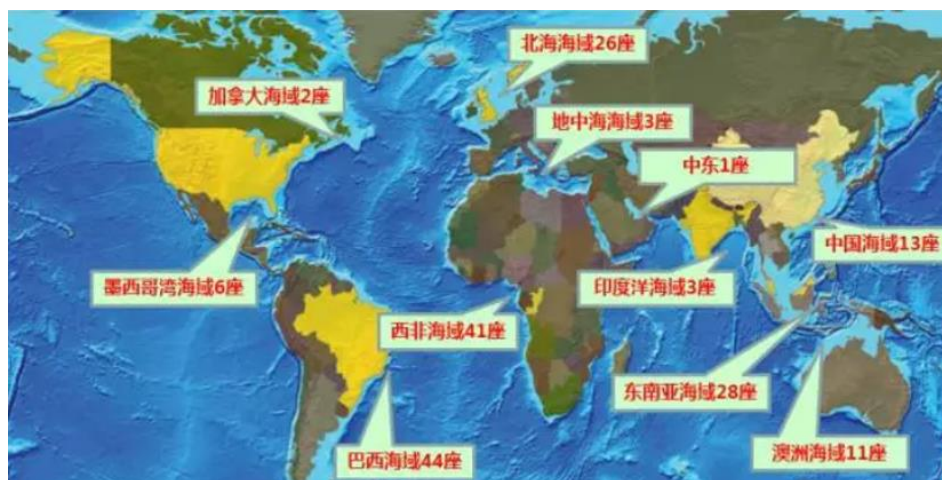 北海海域26座
加拿大海域2座
地中海海域3座
中东1座
中国海域13座
墨西哥湾海域6座
印度洋海域3座
西非海域41座
东南亚海域28座
澳洲海域11座
巴西海域44座